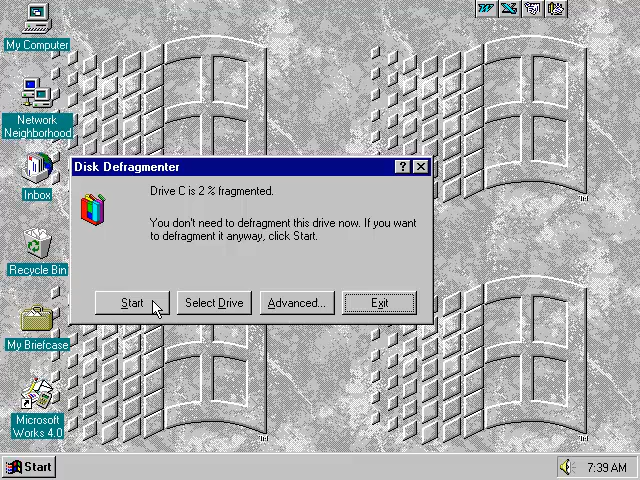 My Computer
Network
Neighborhood
Inbox
Recycle Bin
My Briefcase
Microsoft
Works 4.0
Disk Defragmenter
Drive C is 2 % fragmented.
You don't need to defragment this drive now. If you want
to defragment it anyway, click Start.
Start
Select Drive
Advanced...
Exit
Start
7:39 AM